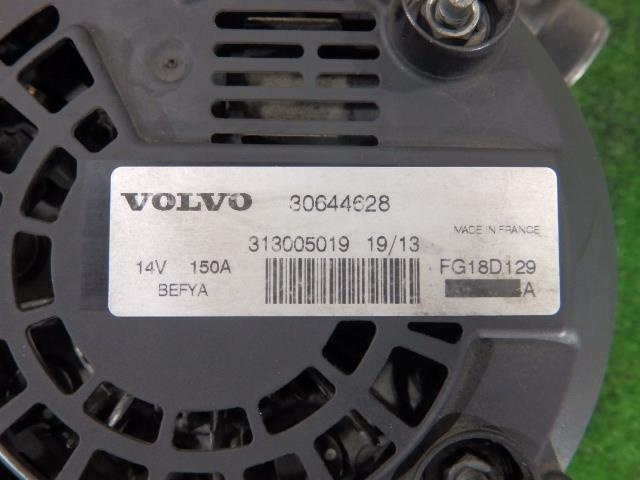 VOLVO 30644628
MADE IN FRANCE
313005019 19/13
14V 150A FG18D129
BEFYA A